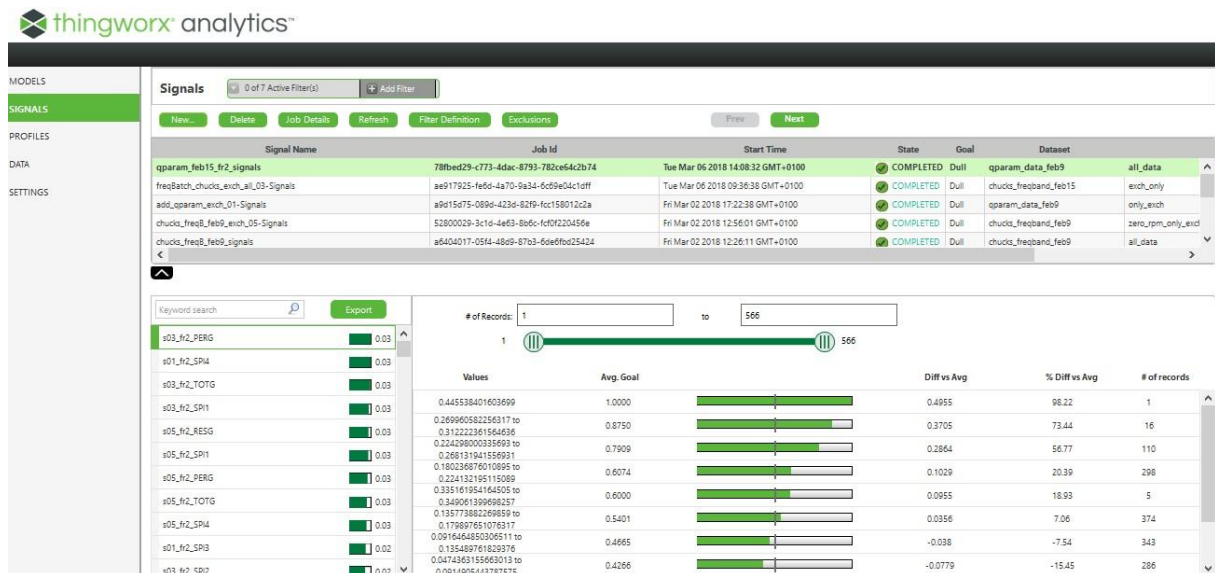 thingworx analytics™
MODELS
SIGNALS
PROFILES
DATA
SETTINGS
Signals 0 of 7 Active Filter(s) Add Filter
New... Delete Job Details Refresh Filter Definition Exclusions Prev Next
Signal Name Job Id Start Time State Goal Dataset
qparam_feb15_fr2_signals 78fbed29-c773-4dac-8793-782ce64c2b74 Tue Mar 06 2018 14:08:32 GMT+0100 COMPLETED Dull qparam_data_feb9 all_data
freqBatch_chucks_exch_all_03-Signals ae917925-fe6d-4a70-9a34-6c69e04c1dff Tue Mar 06 2018 09:36:38 GMT+0100 COMPLETED Dull chucks_freqband_feb15 exch_only
add_qparam_exch_01-Signals a9d15d75-089d-423d-82f9-fcc158012c2a Fri Mar 02 2018 17:22:38 GMT+0100 COMPLETED Dull qparam_data_feb9 only_exch
chucks_freqB_feb9_exch_05-Signals 52800029-3c1d-4e63-8b6c-fcf0f220456e Fri Mar 02 2018 12:56:01 GMT+0100 COMPLETED Dull chucks_freqband_feb9 zero_rpm_only_excl
chucks_freqB_feb9_signals a6404017-05f4-48d9-87b3-6de6fbd25424 Fri Mar 02 2018 12:26:11 GMT+0100 COMPLETED Dull chucks_freqband_feb9 all_data
Keyword search Export
s03_fr2_PERG 0.03
s01_fr2_SPI4 0.03
s03_fr2_TOTG 0.03
s03_fr2_SPI1 0.03
s05_fr2_RESG 0.03
s05_fr2_SPI1 0.03
s05_fr2_PERG 0.03
s05_fr2_TOTG 0.03
s05_fr2_SPI4 0.03
s01_fr2_SPI3 0.02
s03_fr2_SPI2 0.02
# of Records: 1 to 566
1 566
Values Avg. Goal Diff vs Avg % Diff vs Avg # of records
0.445538401603699 1.0000 0.4955 98.22 1
0.269960582256317 to
0.312222361564636 0.8750 0.3705 73.44 16
0.224298000335693 to
0.268131941556931 0.7909 0.2864 56.77 110
0.180236876010895 to
0.224132195115089 0.6074 0.1029 20.39 298
0.335161954164505 to
0.349061399698257 0.6000 0.0955 18.93 5
0.135773882269859 to
0.179897651076317 0.5401 0.0356 7.06 374
0.0916464850306511 to
0.135489761829376 0.4665 -0.038 -7.54 343
0.0474363155663013 to
0.0914905443787575 0.4266 -0.0779 -15.45 286